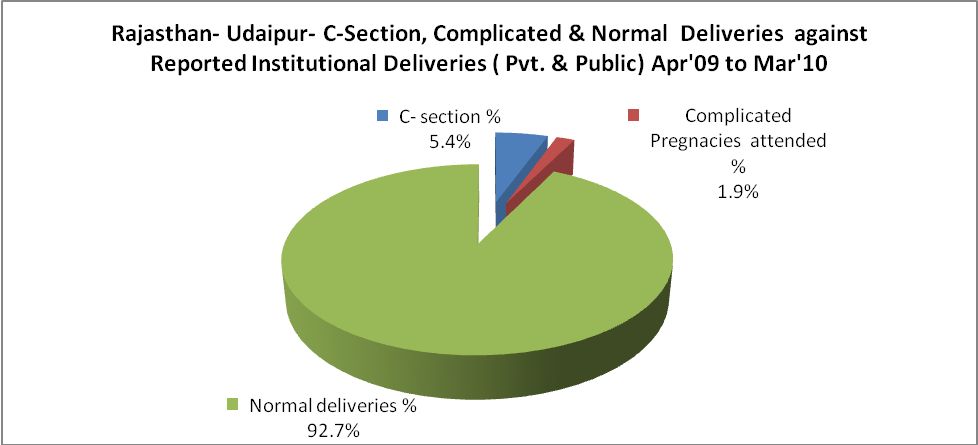 Rajasthan- Udaipur- C-Section, Complicated & Normal Deliveries against
Reported Institutional Deliveries ( Pvt. & Public) Apr'09 to Mar'10
C- section %
5.4%
Complicated
Pregnacies attended
%
1.9%
Normal deliveries %
92.7%